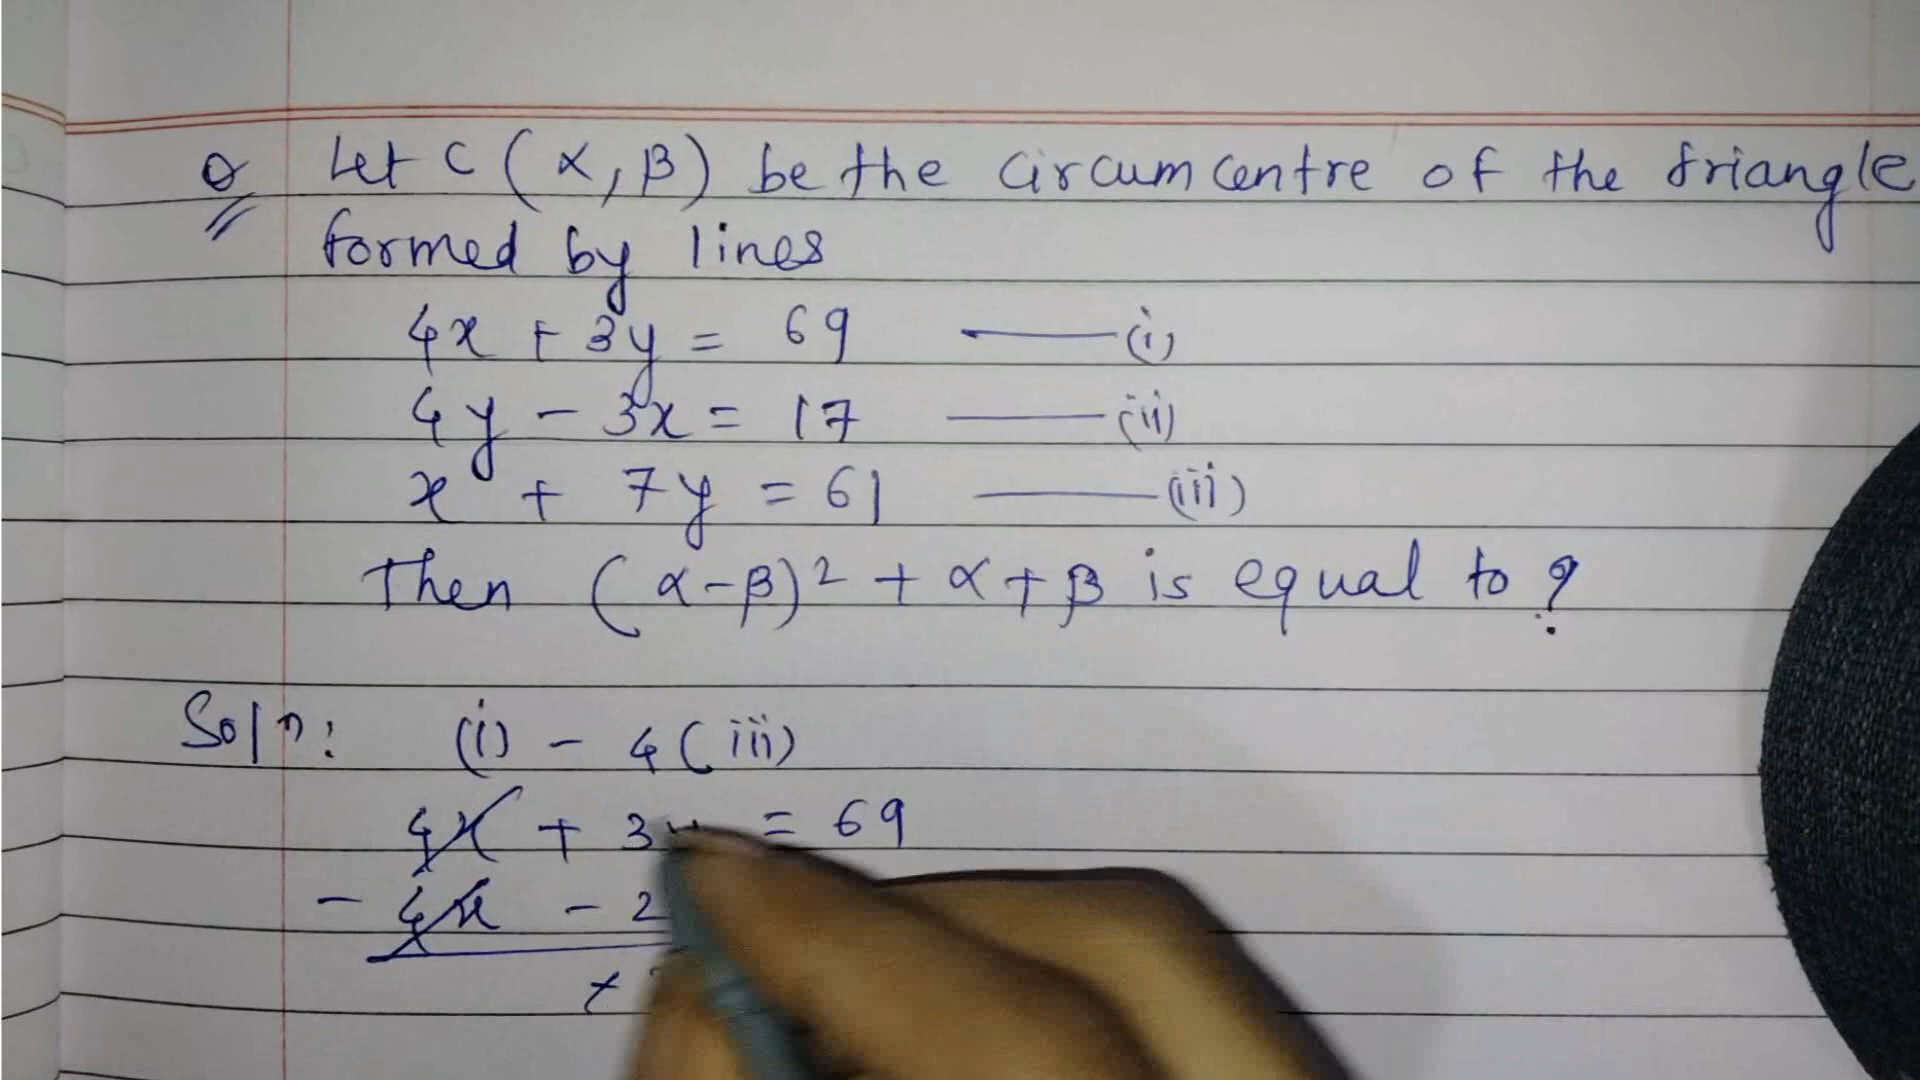 Q Let C (α, β) be the circumcentre of the triangle
formed by lines
4x + 3y = 69 —— (i)
4y - 3x = 17 —— (ii)
x + 7y = 61 —— (iii)
Then (α-β)² + α + β is equal to ?
Soln: (i) - 4(iii)
4x + 3y = 69
- 4x - 2
+